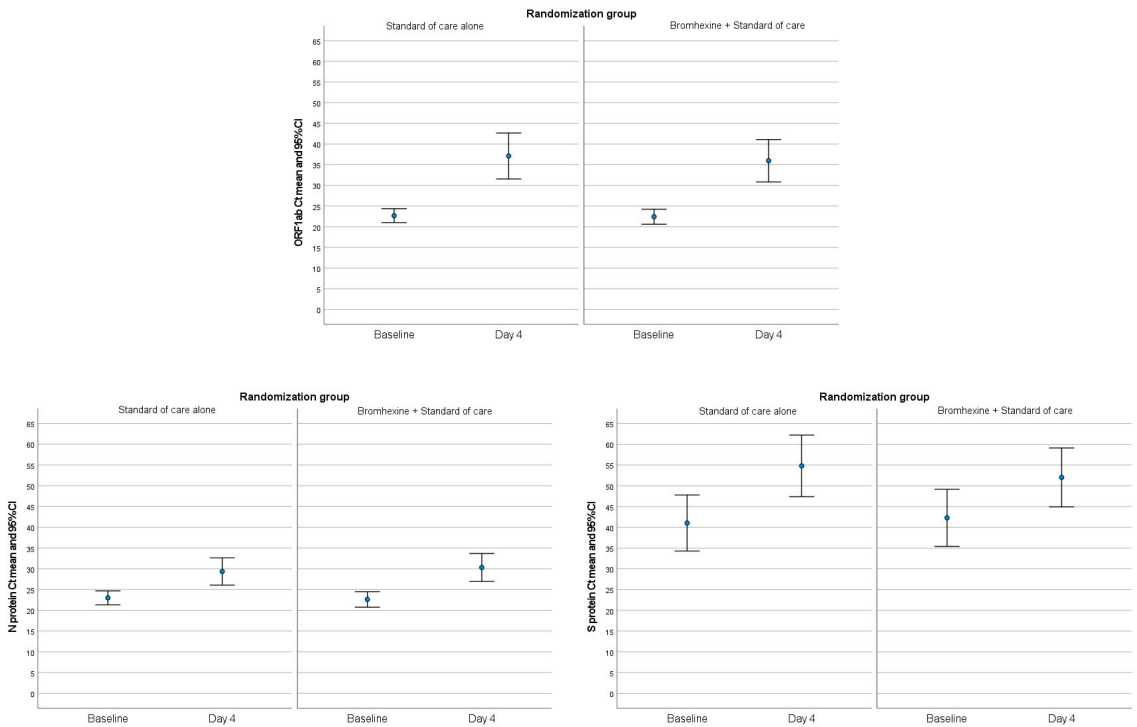 Randomization group
Standard of care alone
Bromhexine + Standard of care
ORF1ab Ct mean and 95%CI
65
60
55
50
45
40
35
30
25
20
15
10
5
0
Baseline
Day 4
Baseline
Day 4
Randomization group
Standard of care alone
Bromhexine + Standard of care
N protein Ct mean and 95%CI
65
60
55
50
45
40
35
30
25
20
15
10
5
0
Baseline
Day 4
Baseline
Day 4
Randomization group
Standard of care alone
Bromhexine + Standard of care
S protein Ct mean and 95%CI
65
60
55
50
45
40
35
30
25
20
15
10
5
0
Baseline
Day 4
Baseline
Day 4